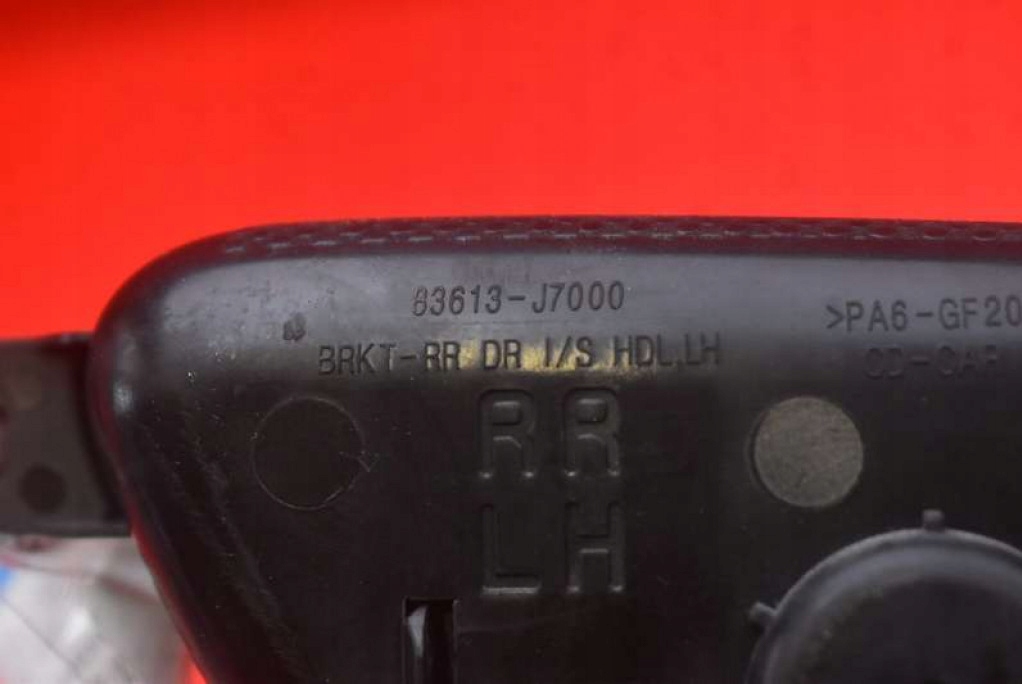 83613-J7000
BRKT-RR DR I/S HDL,LH
>PA6-GF20
RR
LH